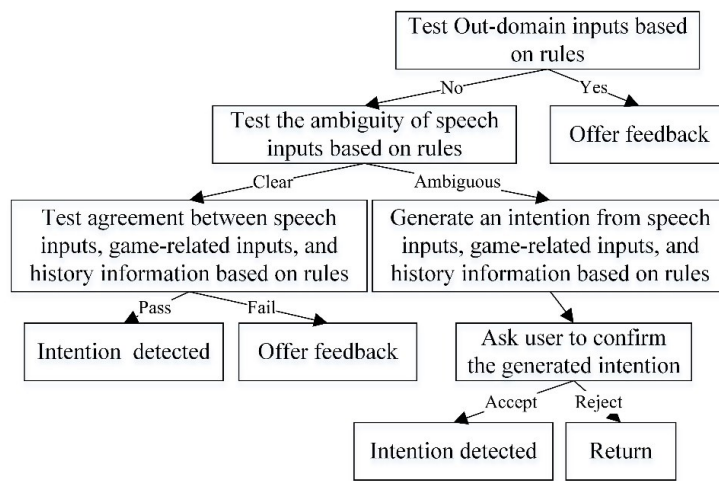 Test Out-domain inputs based
on rules
No
Yes
Test the ambiguity of speech
inputs based on rules
Offer feedback
Clear
Ambiguous
Test agreement between speech
inputs, game-related inputs, and
history information based on rules
Generate an intention from speech
inputs, game-related inputs, and
history information based on rules
Pass
Fail
Intention detected
Offer feedback
Ask user to confirm
the generated intention
Accept
Reject
Intention detected
Return